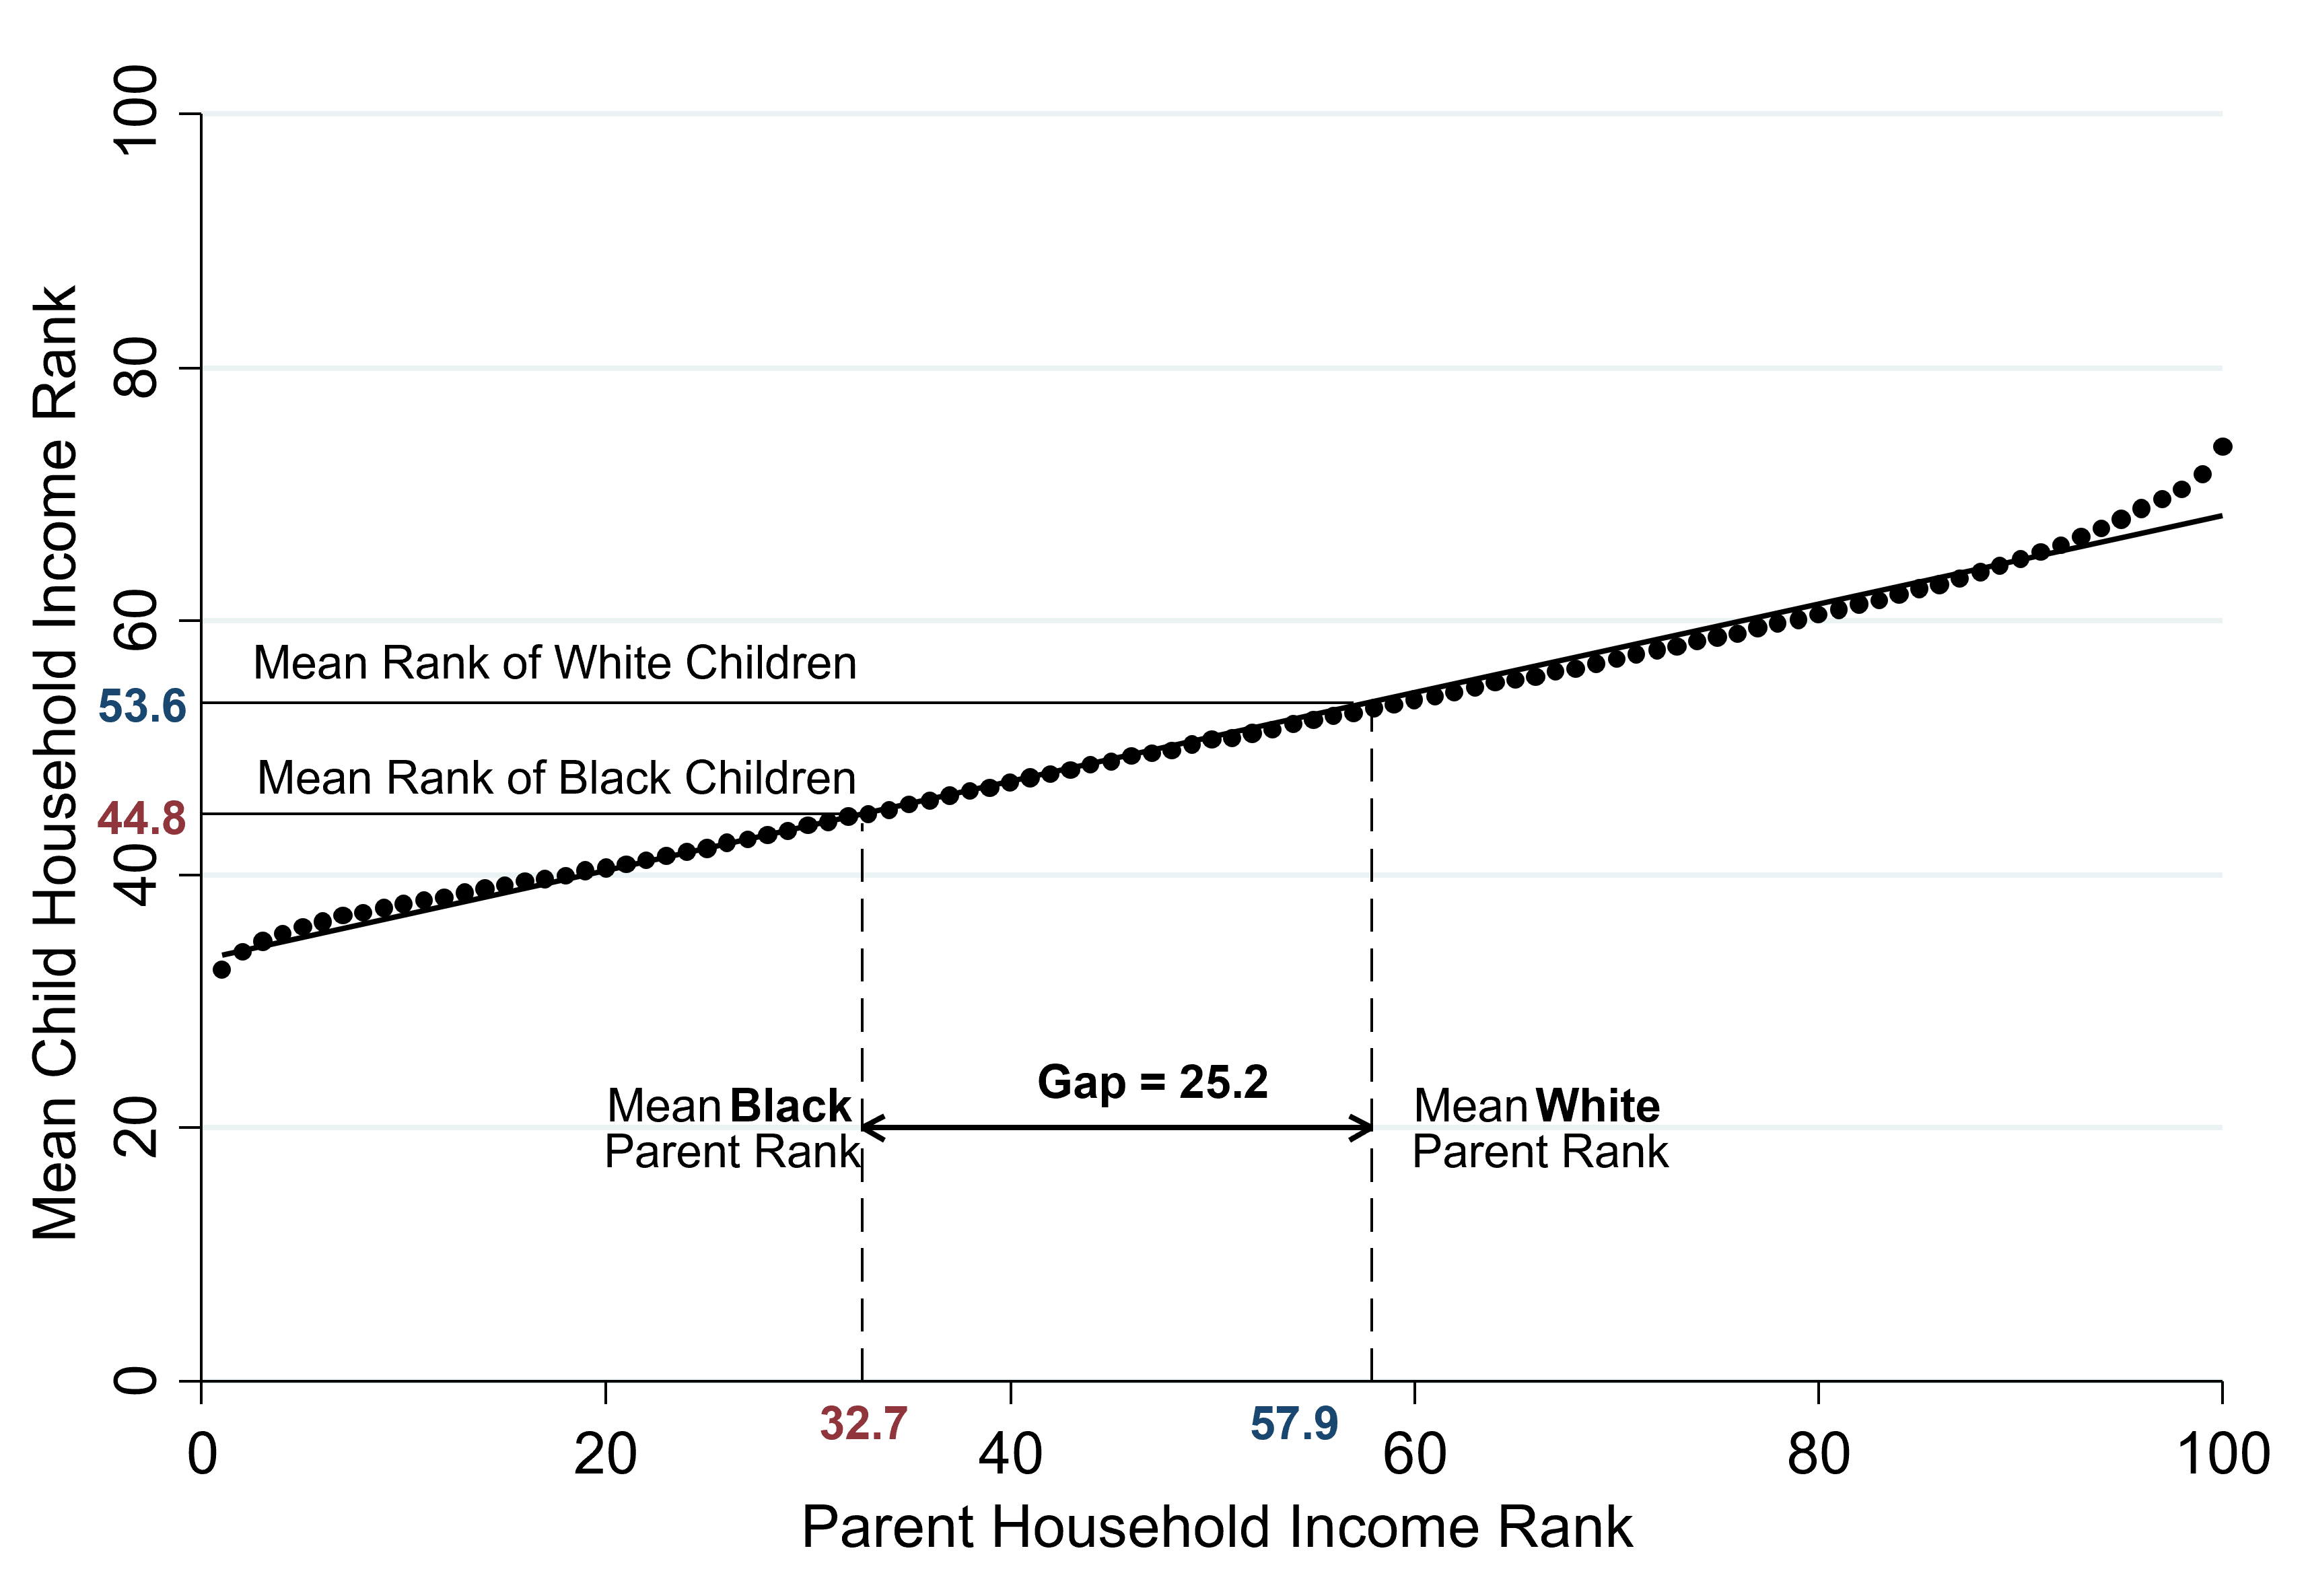 Mean Child Household Income Rank
100
80
60
40
20
0
Mean Rank of White Children
53.6
Mean Rank of Black Children
44.8
Gap = 25.2
Mean Black
Parent Rank
Mean White
Parent Rank
32.7
57.9
0
20
40
60
80
100
Parent Household Income Rank